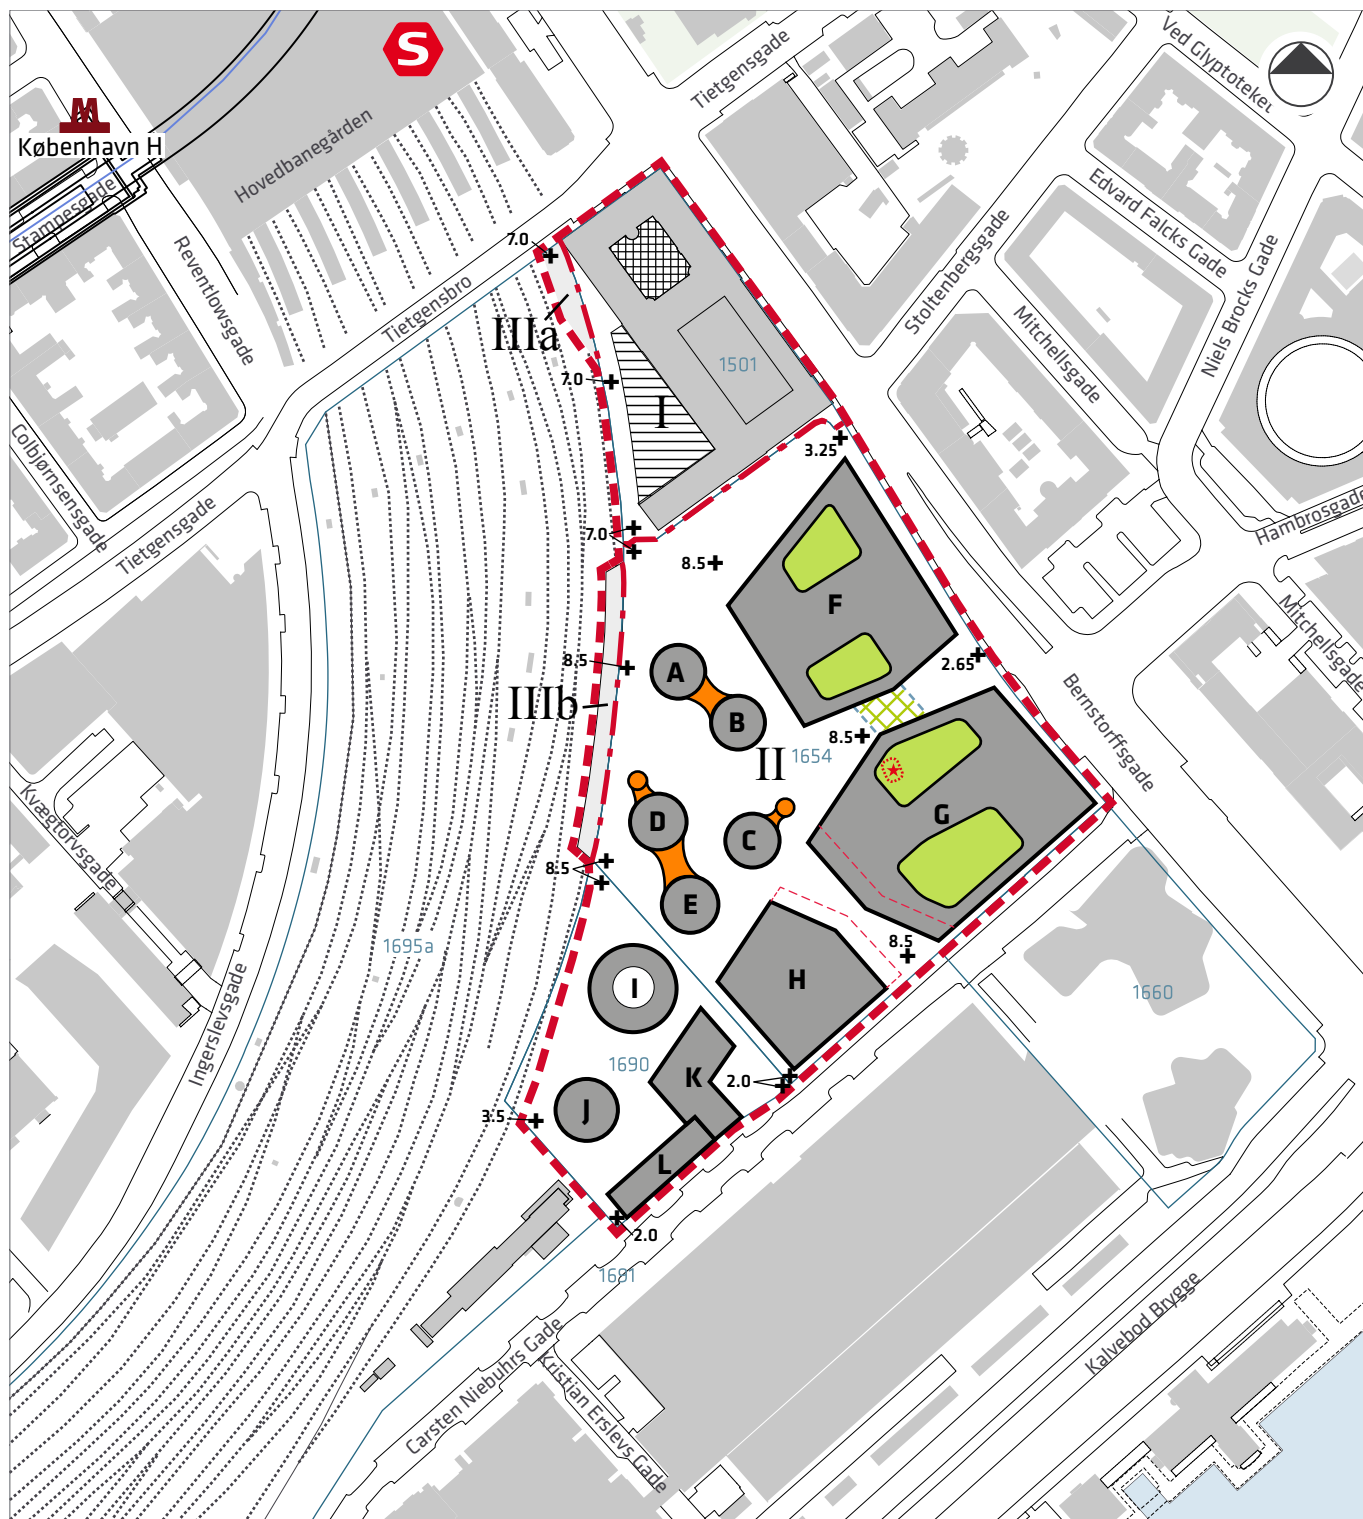 S
Tietgensgade
Ved Glyptoteket
M
København H
Hovedbanegården
Stampesgade
Edvard Falcks Gade
Reventlowsgade
Stoltenbergsgade
Niels Brocks Gade
7.0
Tietgensbro
IIIa
Mitchellsgade
1501
7.0
I
Colbjørnsensgade
3.25
Tietgensgade
Hambrosgade
7.0
8.5
F
Mitchellsgade
8.5
A
2.65
IIIb
B
Bernstorffsgade
8.5
1654
II
Kvægtorvsgade
D
C
G
8.5
E
1695a
8.5
H
I
1660
Ingerslevsgade
1690
K
2.0
J
3.5
L
2.0
1691
Kalvebod Brygge
Carsten Niebuhrs Gade
Kristian Erslevs Gade